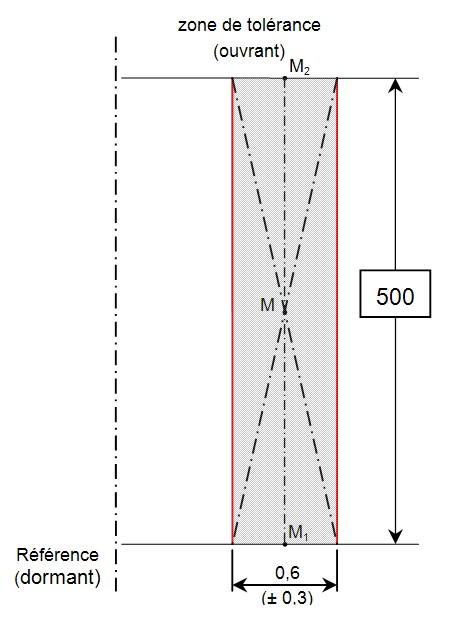 zone de tolérance
(ouvrant)
M₂
M
500
M₁
Référence
(dormant)
0,6
(± 0,3)